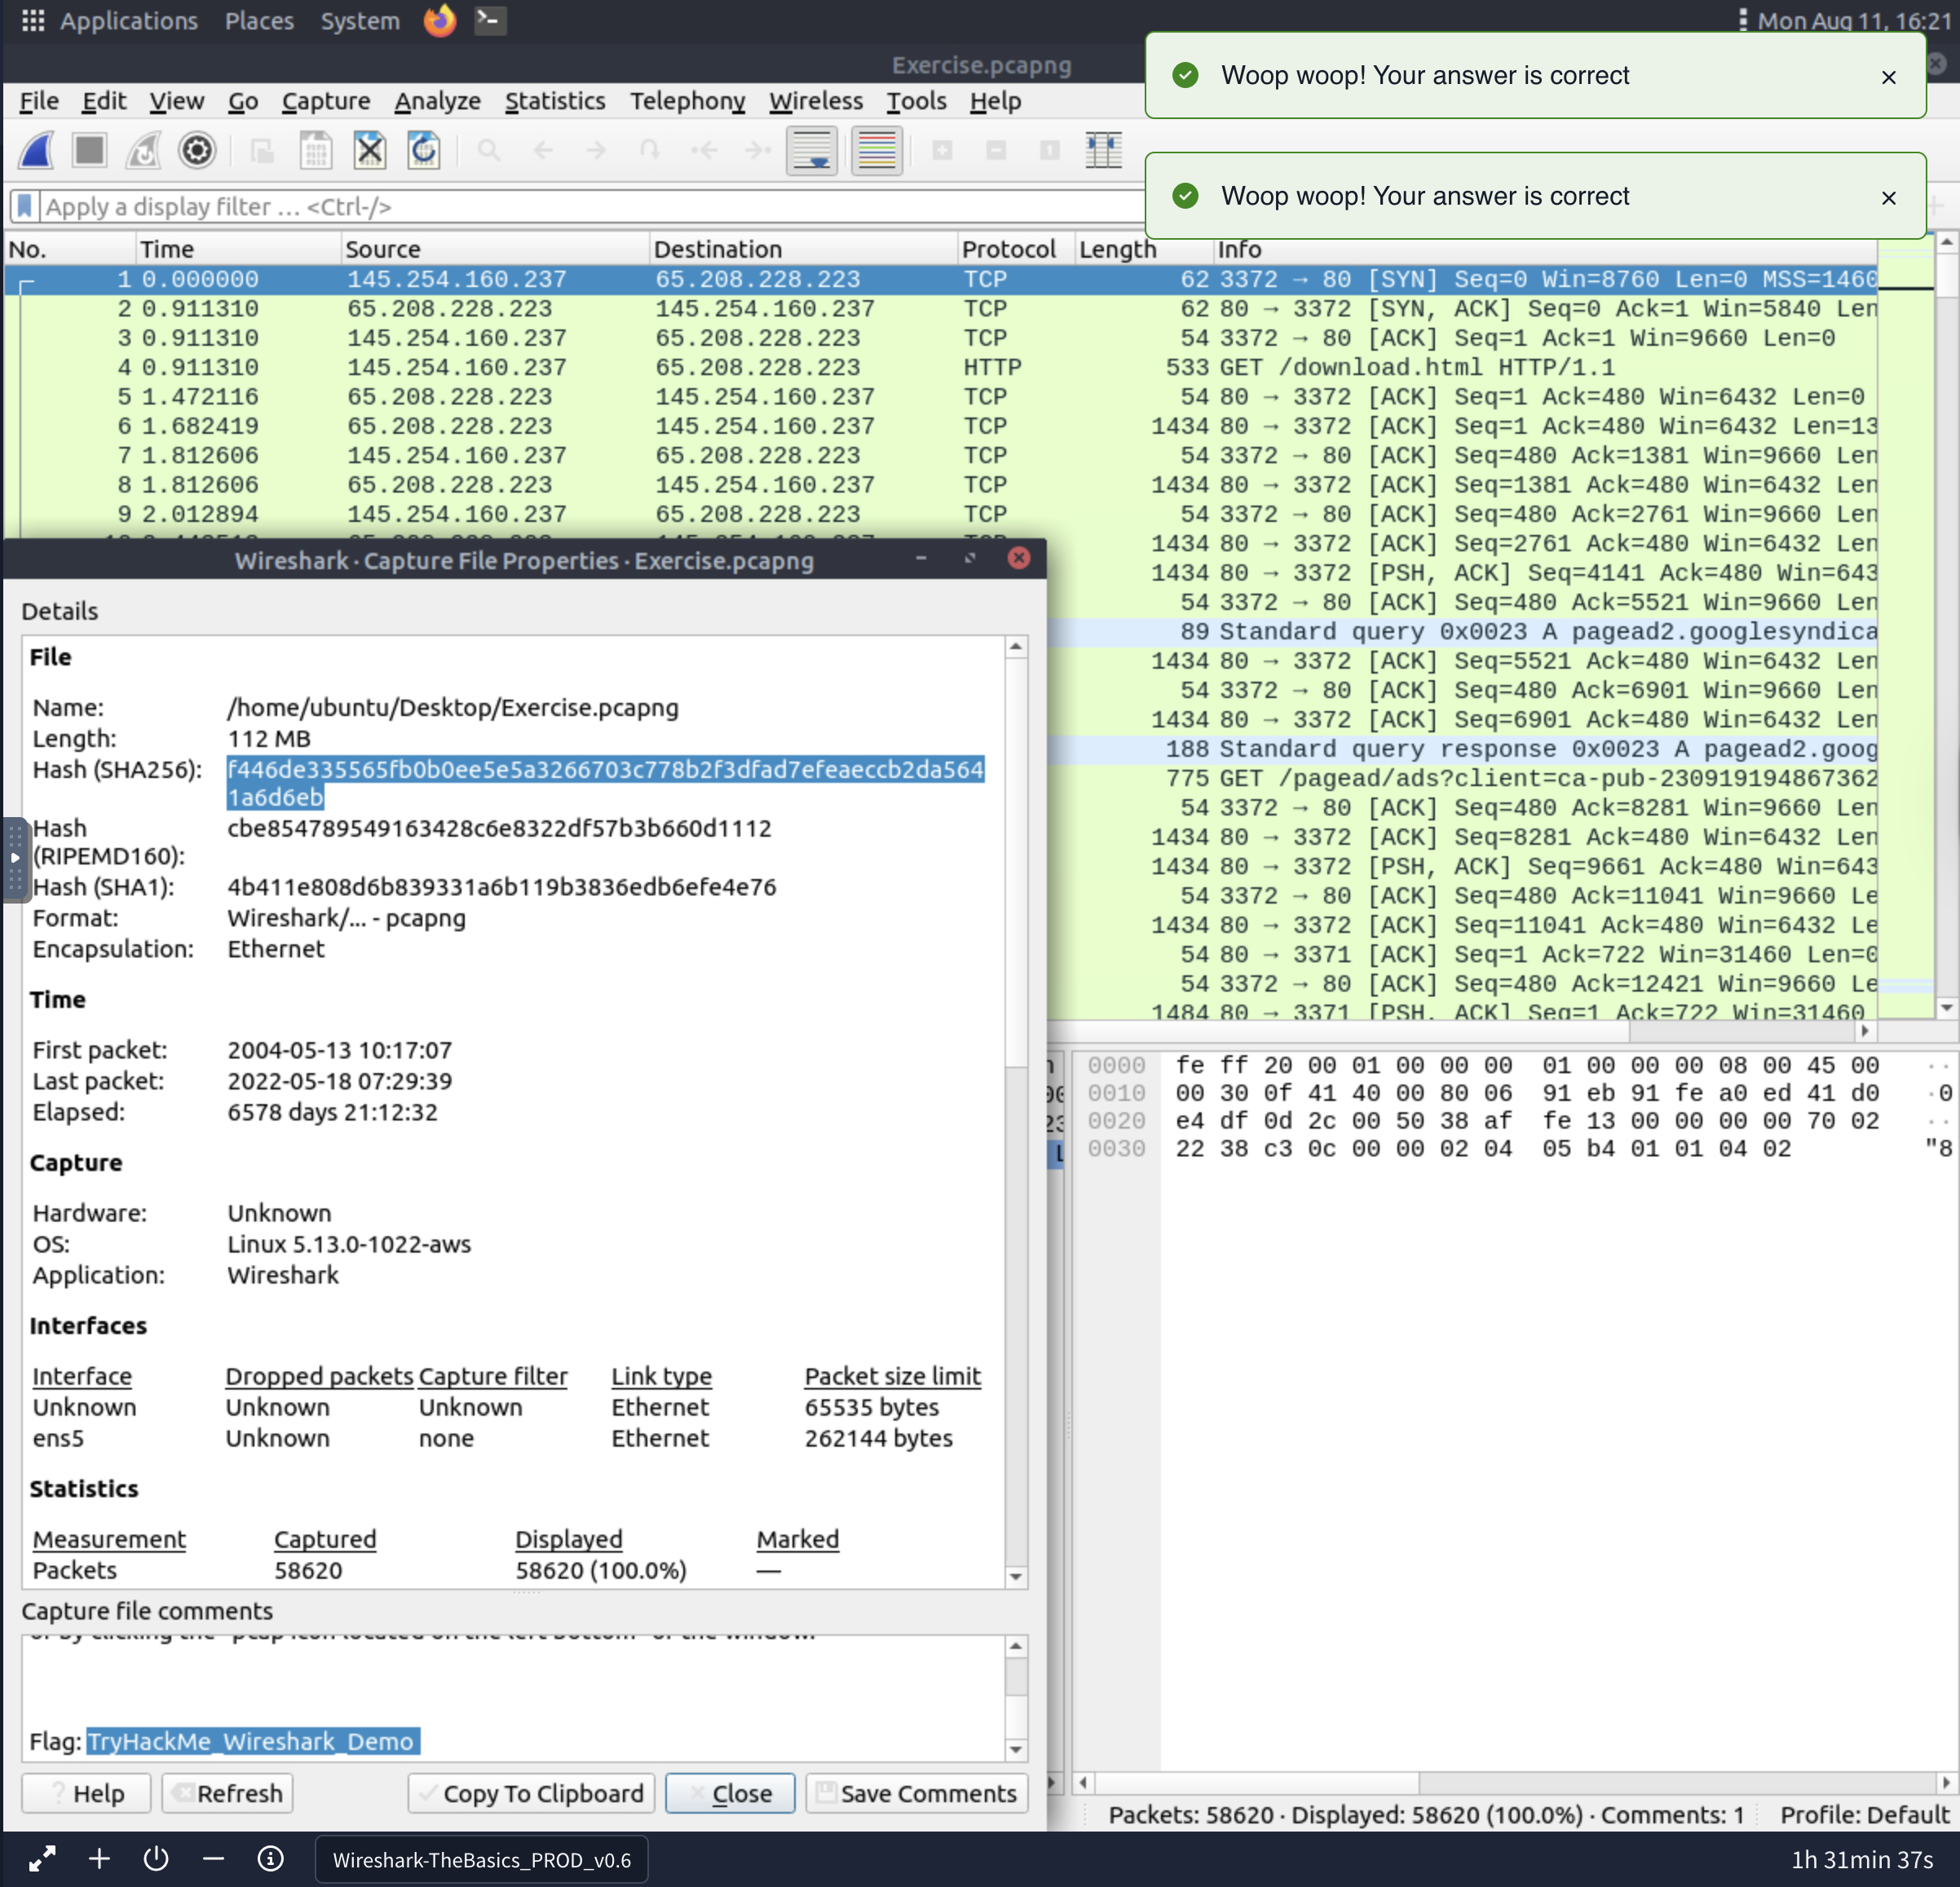 Applications Places System Mon Aug 11, 16:21
Exercise.pcapng
Woop woop! Your answer is correct
File Edit View Go Capture Analyze Statistics Telephony Wireless Tools Help
Apply a display filter … <Ctrl-/>
Woop woop! Your answer is correct
No. Time Source Destination Protocol Length Info
1 0.000000 145.254.160.237 65.208.228.223 TCP 62 3372 → 80 [SYN] Seq=0 Win=8760 Len=0 MSS=1460
2 0.911310 65.208.228.223 145.254.160.237 TCP 62 80 → 3372 [SYN, ACK] Seq=0 Ack=1 Win=5840 Len
3 0.911310 145.254.160.237 65.208.228.223 TCP 54 3372 → 80 [ACK] Seq=1 Ack=1 Win=9660 Len=0
4 0.911310 145.254.160.237 65.208.228.223 HTTP 533 GET /download.html HTTP/1.1
5 1.472116 65.208.228.223 145.254.160.237 TCP 54 80 → 3372 [ACK] Seq=1 Ack=480 Win=6432 Len=0
6 1.682419 65.208.228.223 145.254.160.237 TCP 1434 80 → 3372 [ACK] Seq=1 Ack=480 Win=6432 Len=13
7 1.812606 145.254.160.237 65.208.228.223 TCP 54 3372 → 80 [ACK] Seq=480 Ack=1381 Win=9660 Len
8 1.812606 65.208.228.223 145.254.160.237 TCP 1434 80 → 3372 [ACK] Seq=1381 Ack=480 Win=6432 Len
9 2.012894 145.254.160.237 65.208.228.223 TCP 54 3372 → 80 [ACK] Seq=480 Ack=2761 Win=9660 Len
1434 80 → 3372 [ACK] Seq=2761 Ack=480 Win=6432 Len
1434 80 → 3372 [PSH, ACK] Seq=4141 Ack=480 Win=643
54 3372 → 80 [ACK] Seq=480 Ack=5521 Win=9660 Len
89 Standard query 0x0023 A pagead2.googlesyndica
1434 80 → 3372 [ACK] Seq=5521 Ack=480 Win=6432 Len
54 3372 → 80 [ACK] Seq=480 Ack=6901 Win=9660 Len
1434 80 → 3372 [ACK] Seq=6901 Ack=480 Win=6432 Len
188 Standard query response 0x0023 A pagead2.goog
775 GET /pagead/ads?client=ca-pub-230919194867362
54 3372 → 80 [ACK] Seq=480 Ack=8281 Win=9660 Len
1434 80 → 3372 [ACK] Seq=8281 Ack=480 Win=6432 Len
1434 80 → 3372 [PSH, ACK] Seq=9661 Ack=480 Win=643
54 3372 → 80 [ACK] Seq=480 Ack=11041 Win=9660 Le
1434 80 → 3372 [ACK] Seq=11041 Ack=480 Win=6432 Le
54 80 → 3371 [ACK] Seq=1 Ack=722 Win=31460 Len=0
54 3372 → 80 [ACK] Seq=480 Ack=12421 Win=9660 Le
1484 80 → 3371 [PSH, ACK] Seq=1 Ack=722 Win=31460
Wireshark · Capture File Properties · Exercise.pcapng
Details
File
Name: /home/ubuntu/Desktop/Exercise.pcapng
Length: 112 MB
Hash (SHA256): f446de335565fb0b0ee5e5a3266703c778b2f3dfad7efeaeccb2da564
1a6d6eb
Hash cbe854789549163428c6e8322df57b3b660d1112
(RIPEMD160):
Hash (SHA1): 4b411e808d6b839331a6b119b3836edb6efe4e76
Format: Wireshark/... - pcapng
Encapsulation: Ethernet
Time
First packet: 2004-05-13 10:17:07
Last packet: 2022-05-18 07:29:39
Elapsed: 6578 days 21:12:32
Capture
Hardware: Unknown
OS: Linux 5.13.0-1022-aws
Application: Wireshark
Interfaces
Interface Dropped packets Capture filter Link type Packet size limit
Unknown Unknown Unknown Ethernet 65535 bytes
ens5 Unknown none Ethernet 262144 bytes
Statistics
Measurement Captured Displayed Marked
Packets 58620 58620 (100.0%) —
Capture file comments
Flag: TryHackMe_Wireshark_Demo
Help Refresh Copy To Clipboard Close Save Comments
0000 fe ff 20 00 01 00 00 00 01 00 00 00 08 00 45 00 ··
0010 00 30 0f 41 40 00 80 06 91 eb 91 fe a0 ed 41 d0 ·0
0020 e4 df 0d 2c 00 50 38 af fe 13 00 00 00 00 70 02 ··
0030 22 38 c3 0c 00 00 02 04 05 b4 01 01 04 02 "8
Packets: 58620 · Displayed: 58620 (100.0%) · Comments: 1 Profile: Default
Wireshark-TheBasics_PROD_v0.6 1h 31min 37s